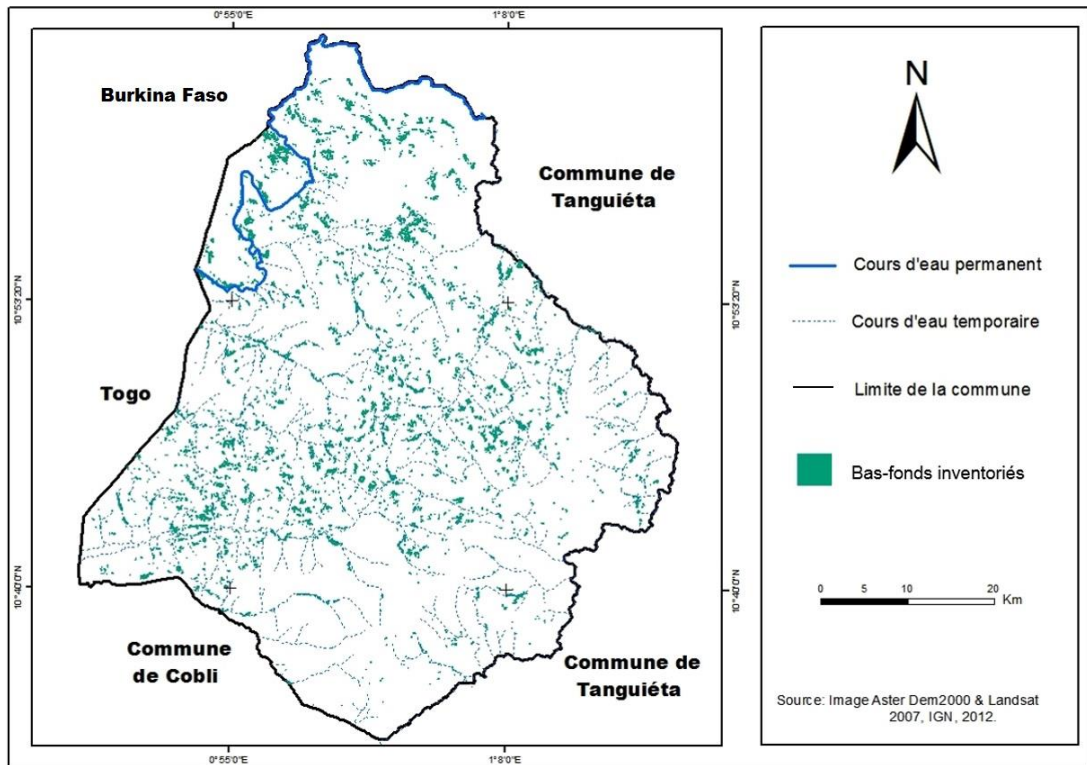 0°55'0"E
1°8'0"E
Burkina Faso
Commune de
Tanguiéta
10°53'20"N
10°53'20"N
Togo
10°40'0"N
10°40'0"N
Commune
de Cobli
Commune de
Tanguiéta
0°55'0"E
1°8'0"E
N
Cours d'eau permanent
Cours d'eau temporaire
Limite de la commune
Bas-fonds inventoriés
0 5 10 20 Km
Source: Image Aster Dem2000 & Landsat
2007, IGN, 2012.